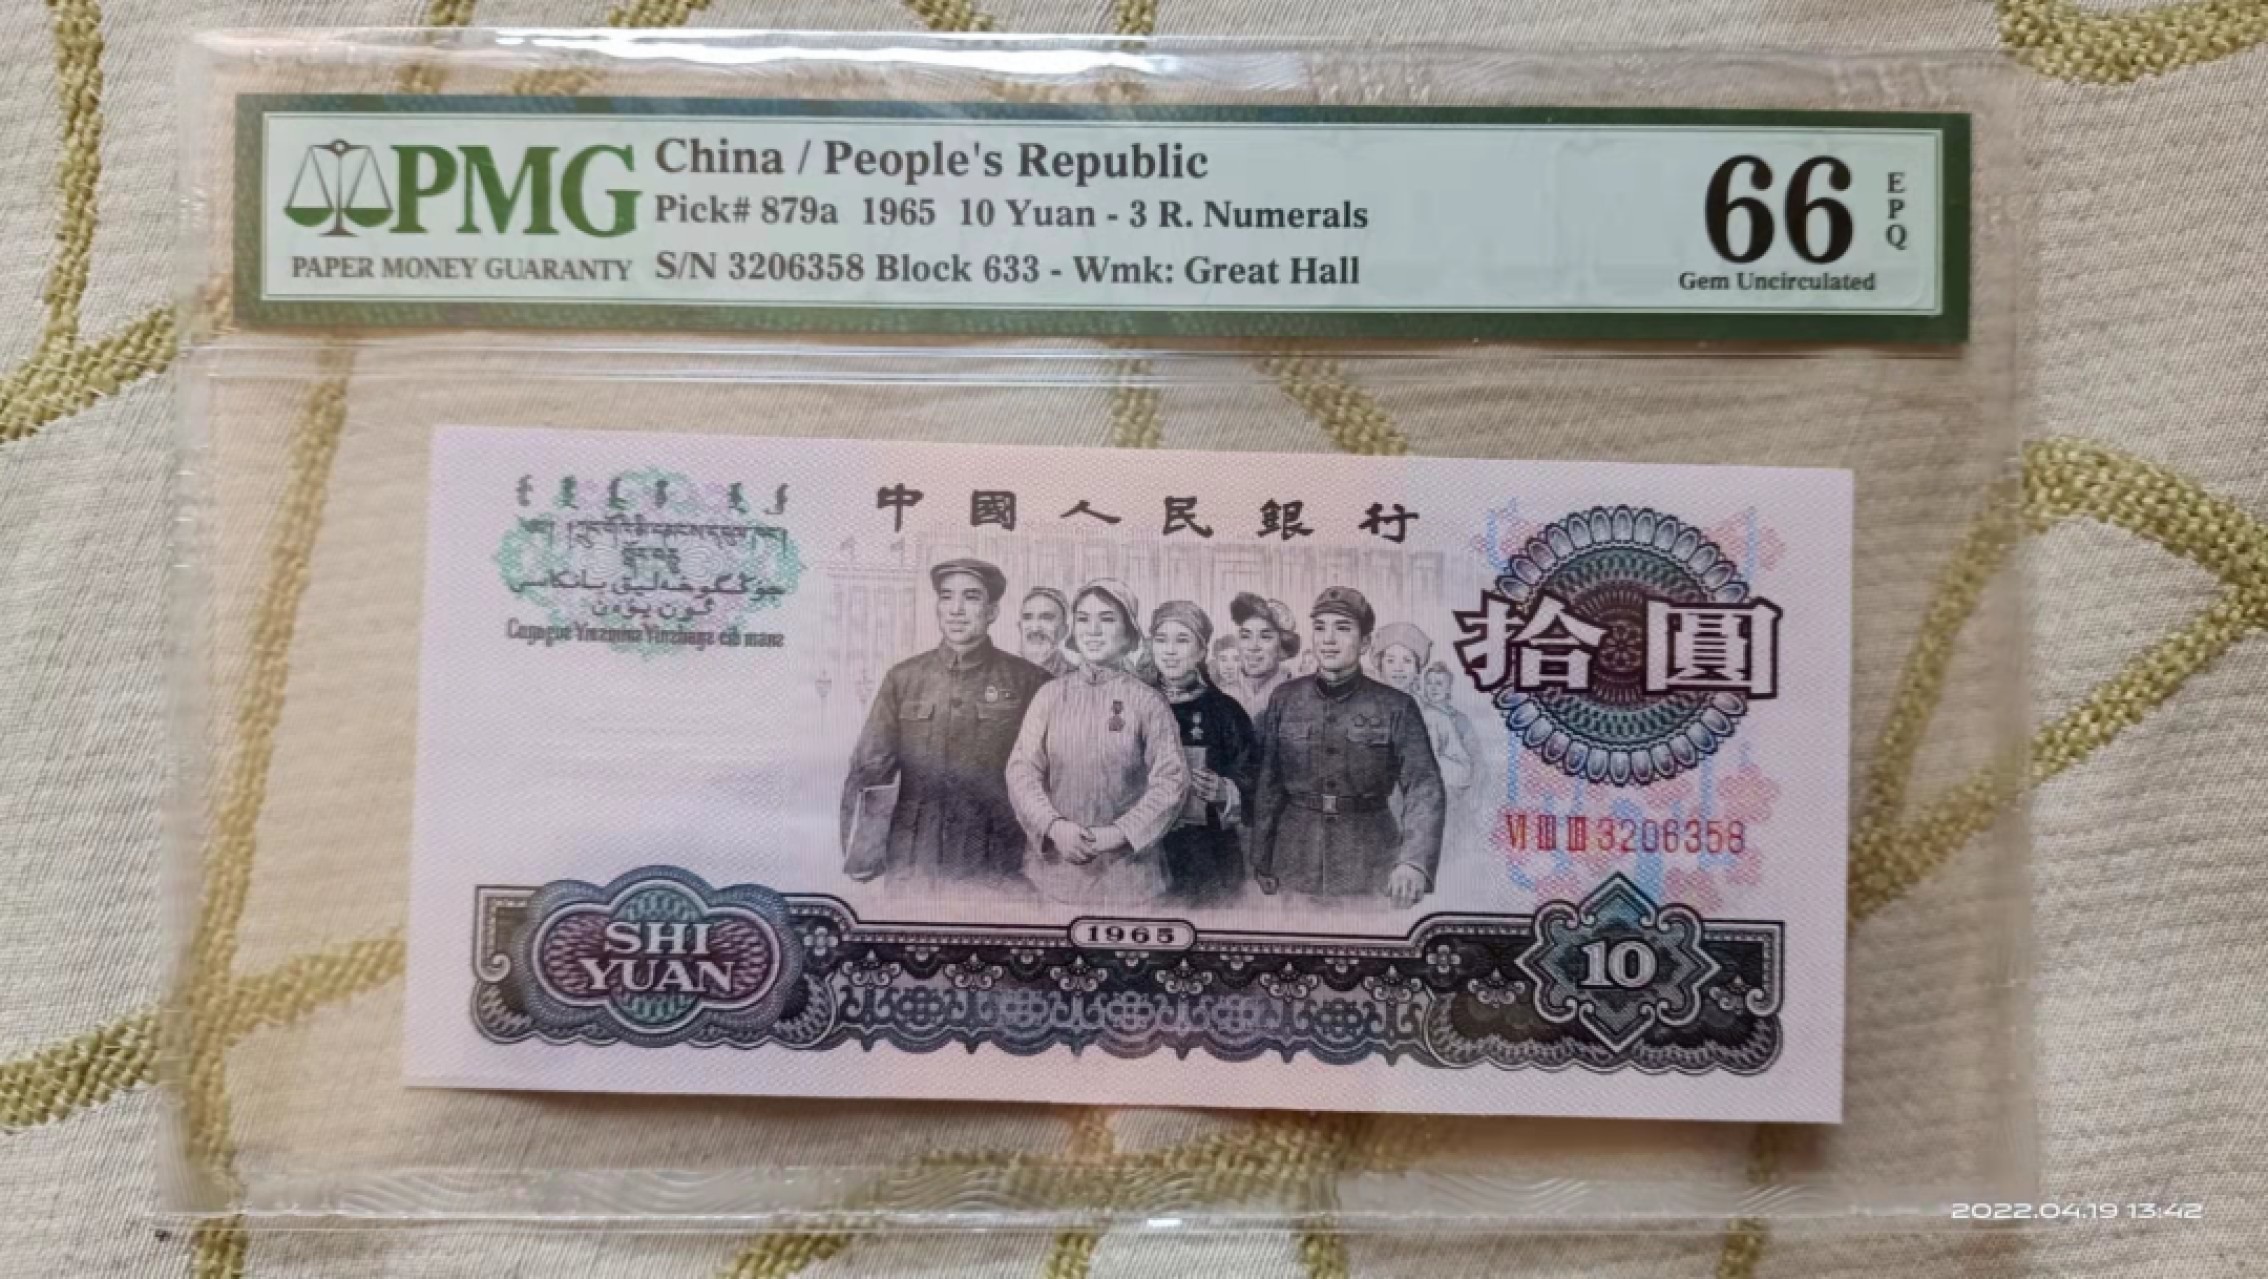 PMG
PAPER MONEY GUARANTY
China / People's Republic
Pick# 879a 1965 10 Yuan - 3 R. Numerals
S/N 3206358 Block 633 - Wmk: Great Hall
66
EPQ
Gem Uncirculated
中國人民銀行
拾圓
VI III III 3206358
1965
SHI
YUAN
10
2022.04.19 13:42